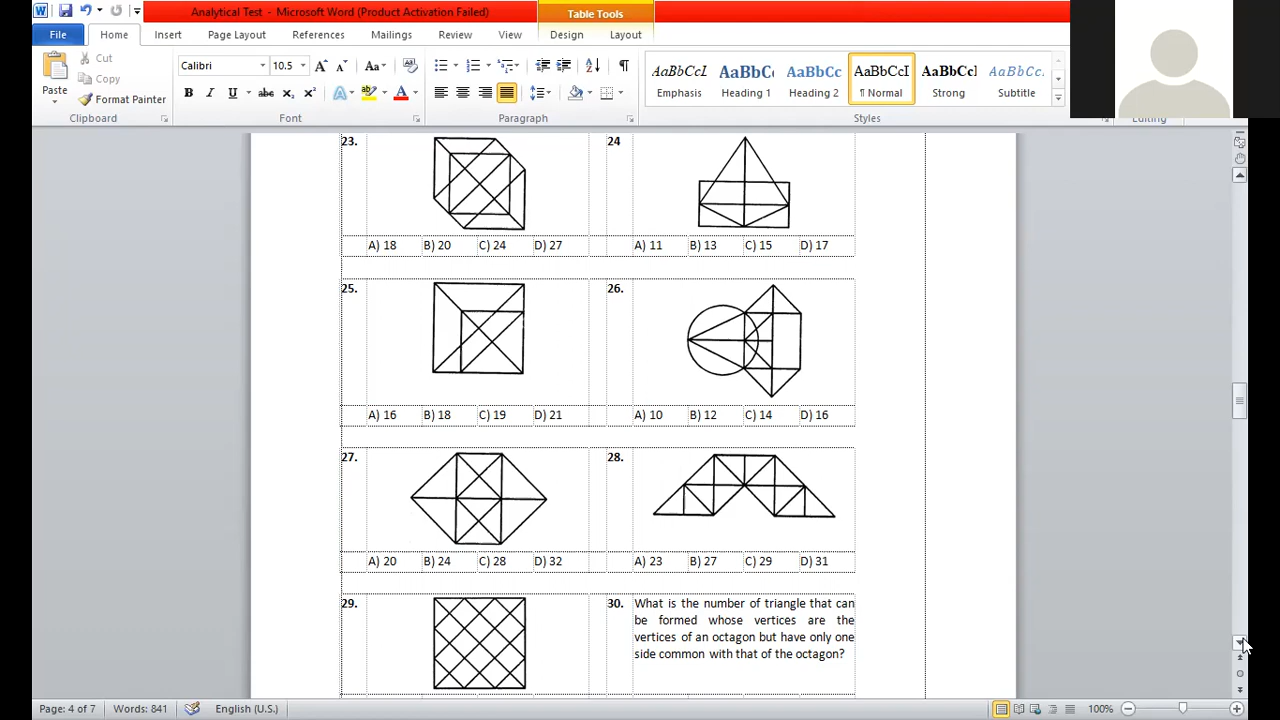 Analytical Test - Microsoft Word (Product Activation Failed)
Table Tools
File Home Insert Page Layout References Mailings Review View Design Layout
Cut
Copy
Format Painter
Paste
Calibri 10.5
AaBbCcI AaBbCc AaBbCc AaBbCcI AaBbCcI AaBbCc.
Emphasis Heading 1 Heading 2 ¶ Normal Strong Subtitle
Clipboard Font Paragraph Styles Editing
23. 24
A) 18 B) 20 C) 24 D) 27 A) 11 B) 13 C) 15 D) 17
25. 26.
A) 16 B) 18 C) 19 D) 21 A) 10 B) 12 C) 14 D) 16
27. 28.
A) 20 B) 24 C) 28 D) 32 A) 23 B) 27 C) 29 D) 31
29. 30. What is the number of triangle that can
be formed whose vertices are the
vertices of an octagon but have only one
side common with that of the octagon?
Page: 4 of 7 Words: 841 English (U.S.) 100%